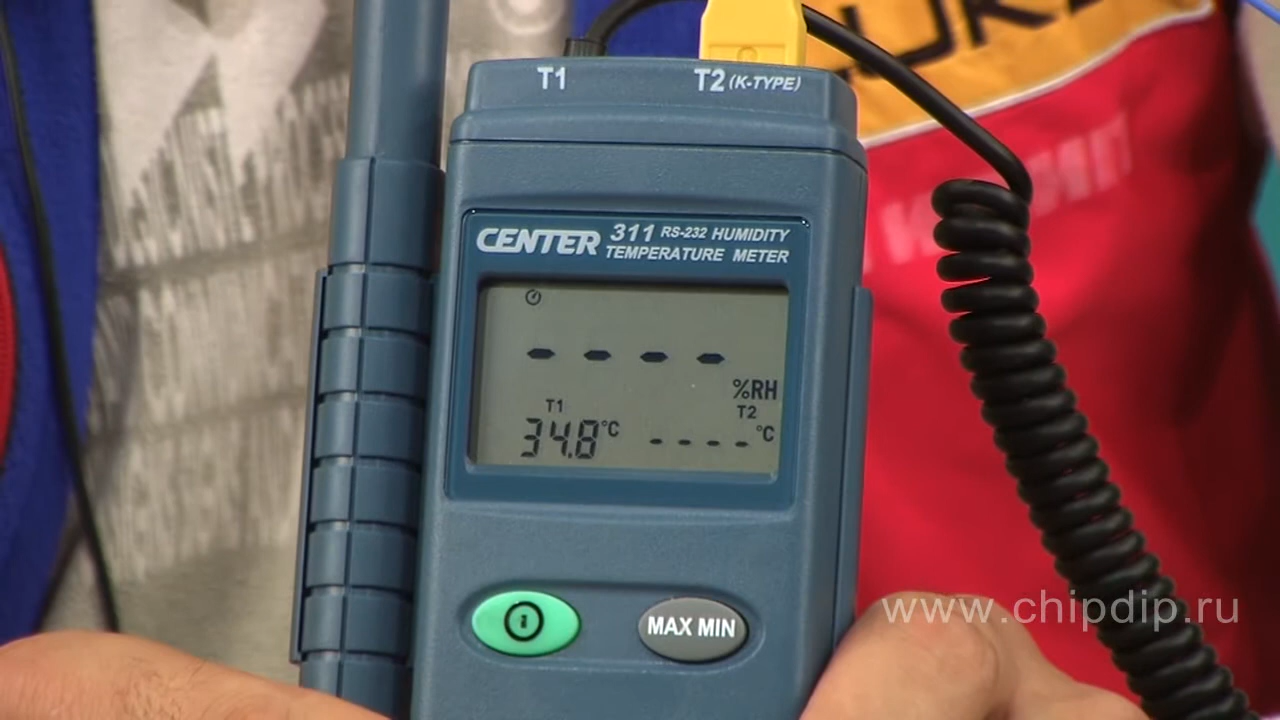 T1 T2 (K-TYPE)
CENTER 311 RS-232 HUMIDITY
TEMPERATURE METER
- - - -
%RH
T1 T2
34.8°C - - - - °C
MAX MIN
www.chipdip.ru